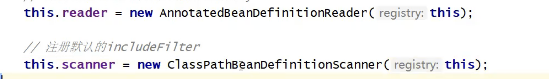 this.reader = new AnnotatedBeanDefinitionReader( registry: this);
// 注册默认的includeFilter
this.scanner = new ClassPathBeanDefinitionScanner( registry: this);